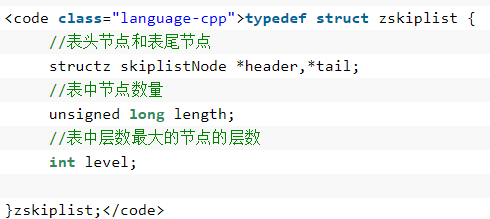 <code class="language-cpp">typedef struct zskiplist {
//表头节点和表尾节点
structz skiplistNode *header,*tail;
//表中节点数量
unsigned long length;
//表中层数最大的节点的层数
int level;
}zskiplist;</code>